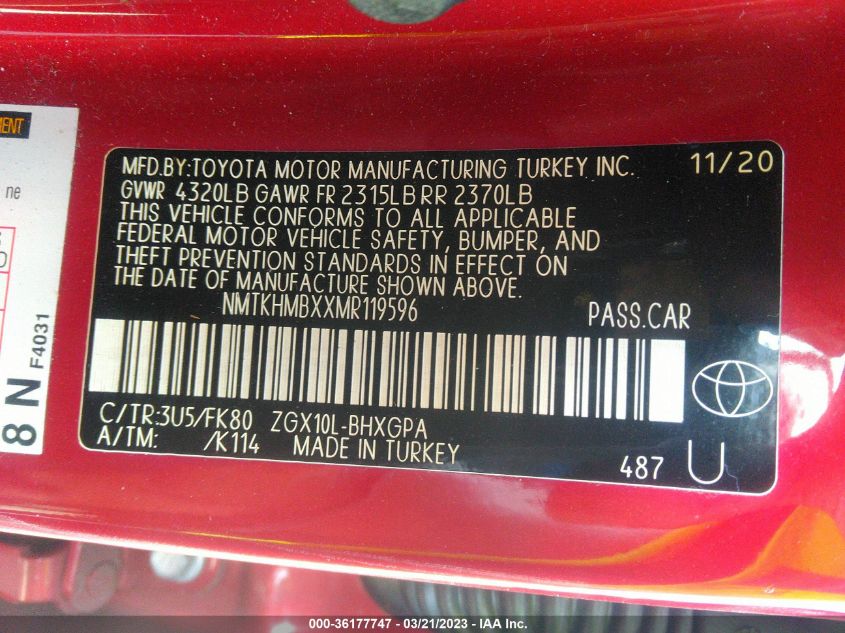 MFD.BY:TOYOTA MOTOR MANUFACTURING TURKEY INC. 11/20
GVWR 4320LB GAWR FR 2315LB RR 2370LB
THIS VEHICLE CONFORMS TO ALL APPLICABLE
FEDERAL MOTOR VEHICLE SAFETY, BUMPER, AND
THEFT PREVENTION STANDARDS IN EFFECT ON
THE DATE OF MANUFACTURE SHOWN ABOVE.
NMTKHMBXXMR119596 PASS.CAR
C/TR:3U5/FK80 ZGX10L-BHXGPA
A/TM: /K114 MADE IN TURKEY
487 U
ne
8 N
F4031
000-36177747 / 03/21/2023 - IAA Inc.